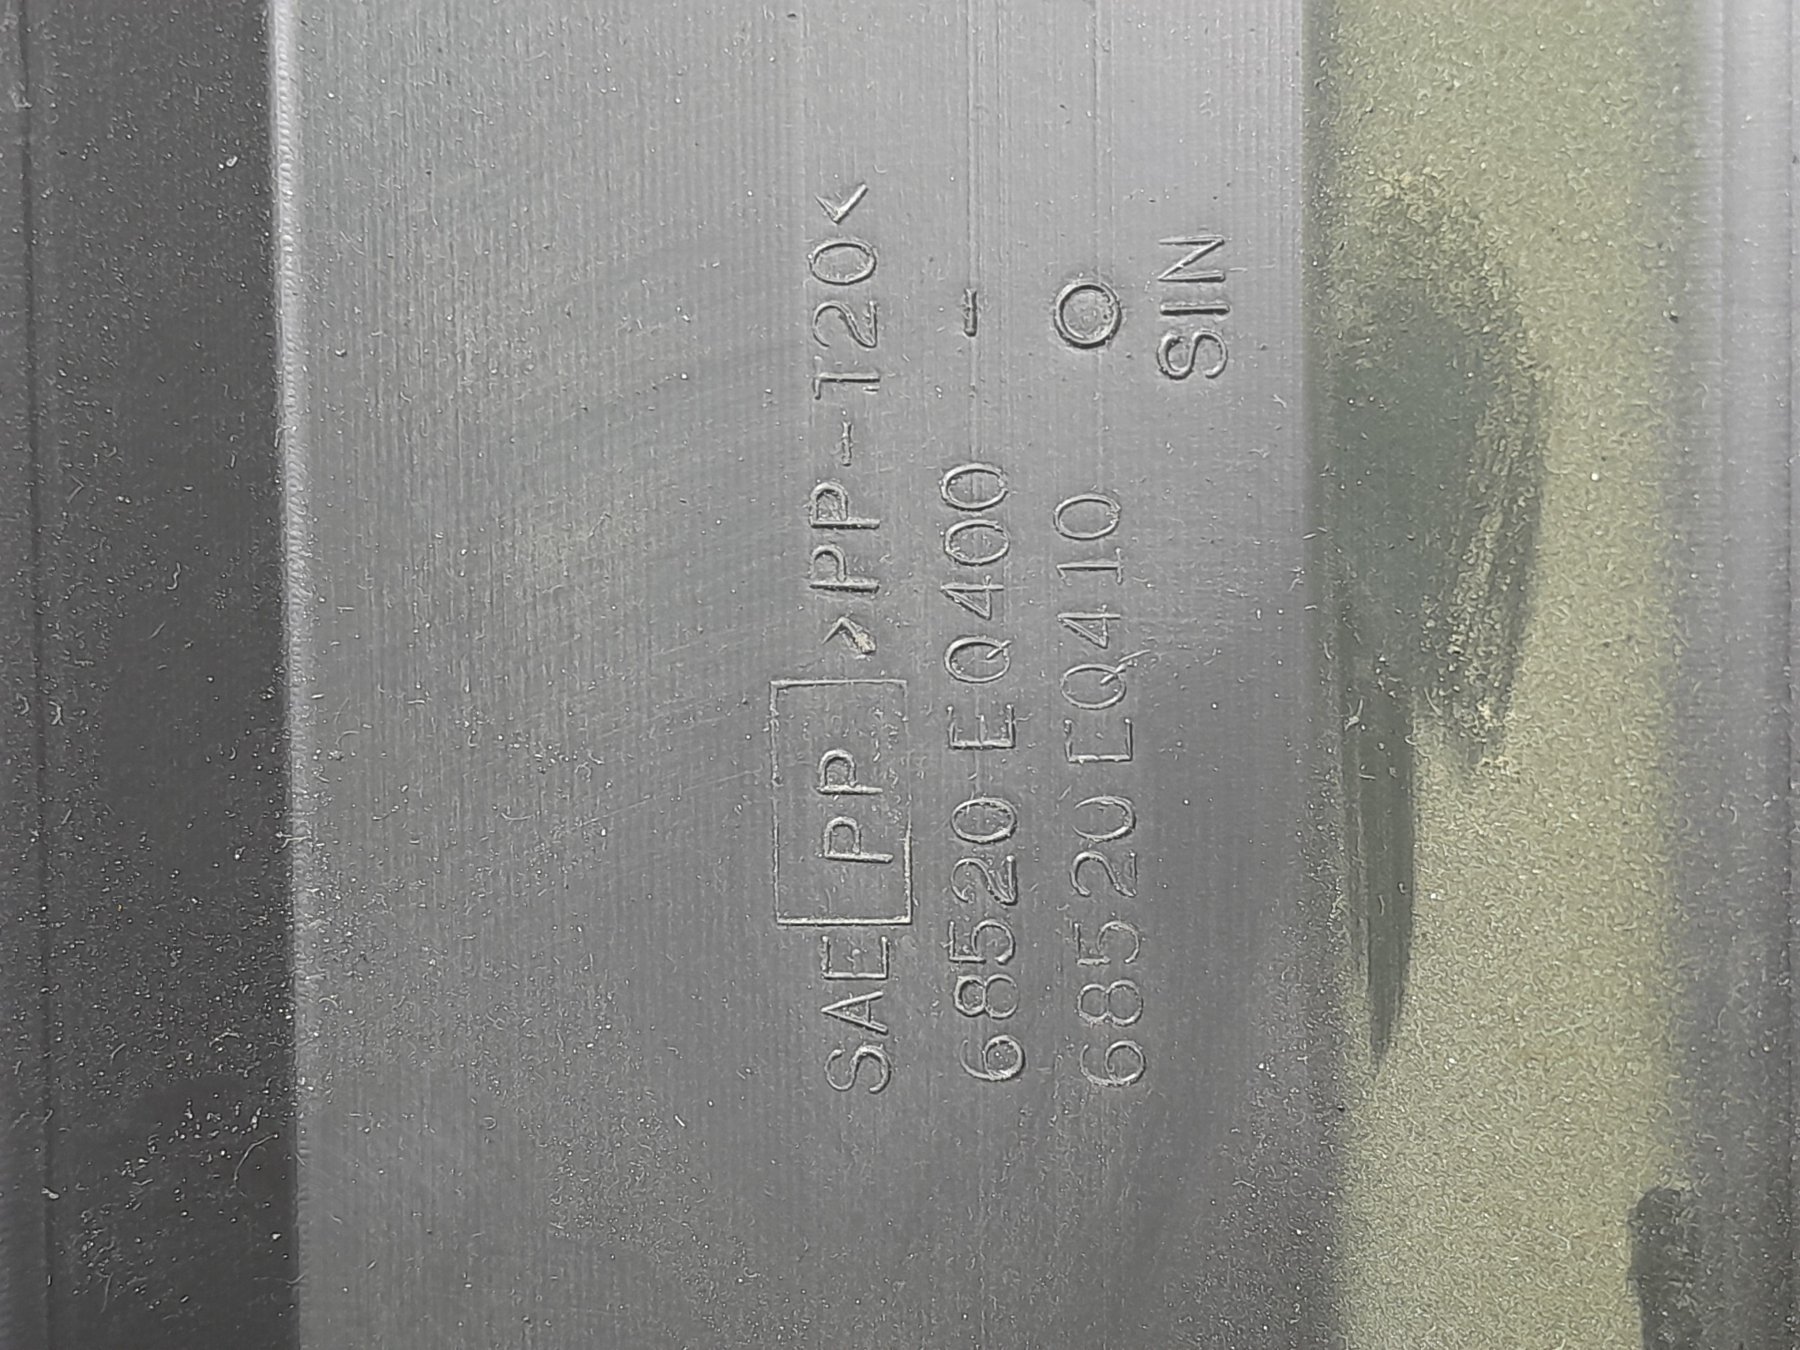 SAE PP >PP-T20<
68520 EQ400 -
68520 EQ410 O
SIN